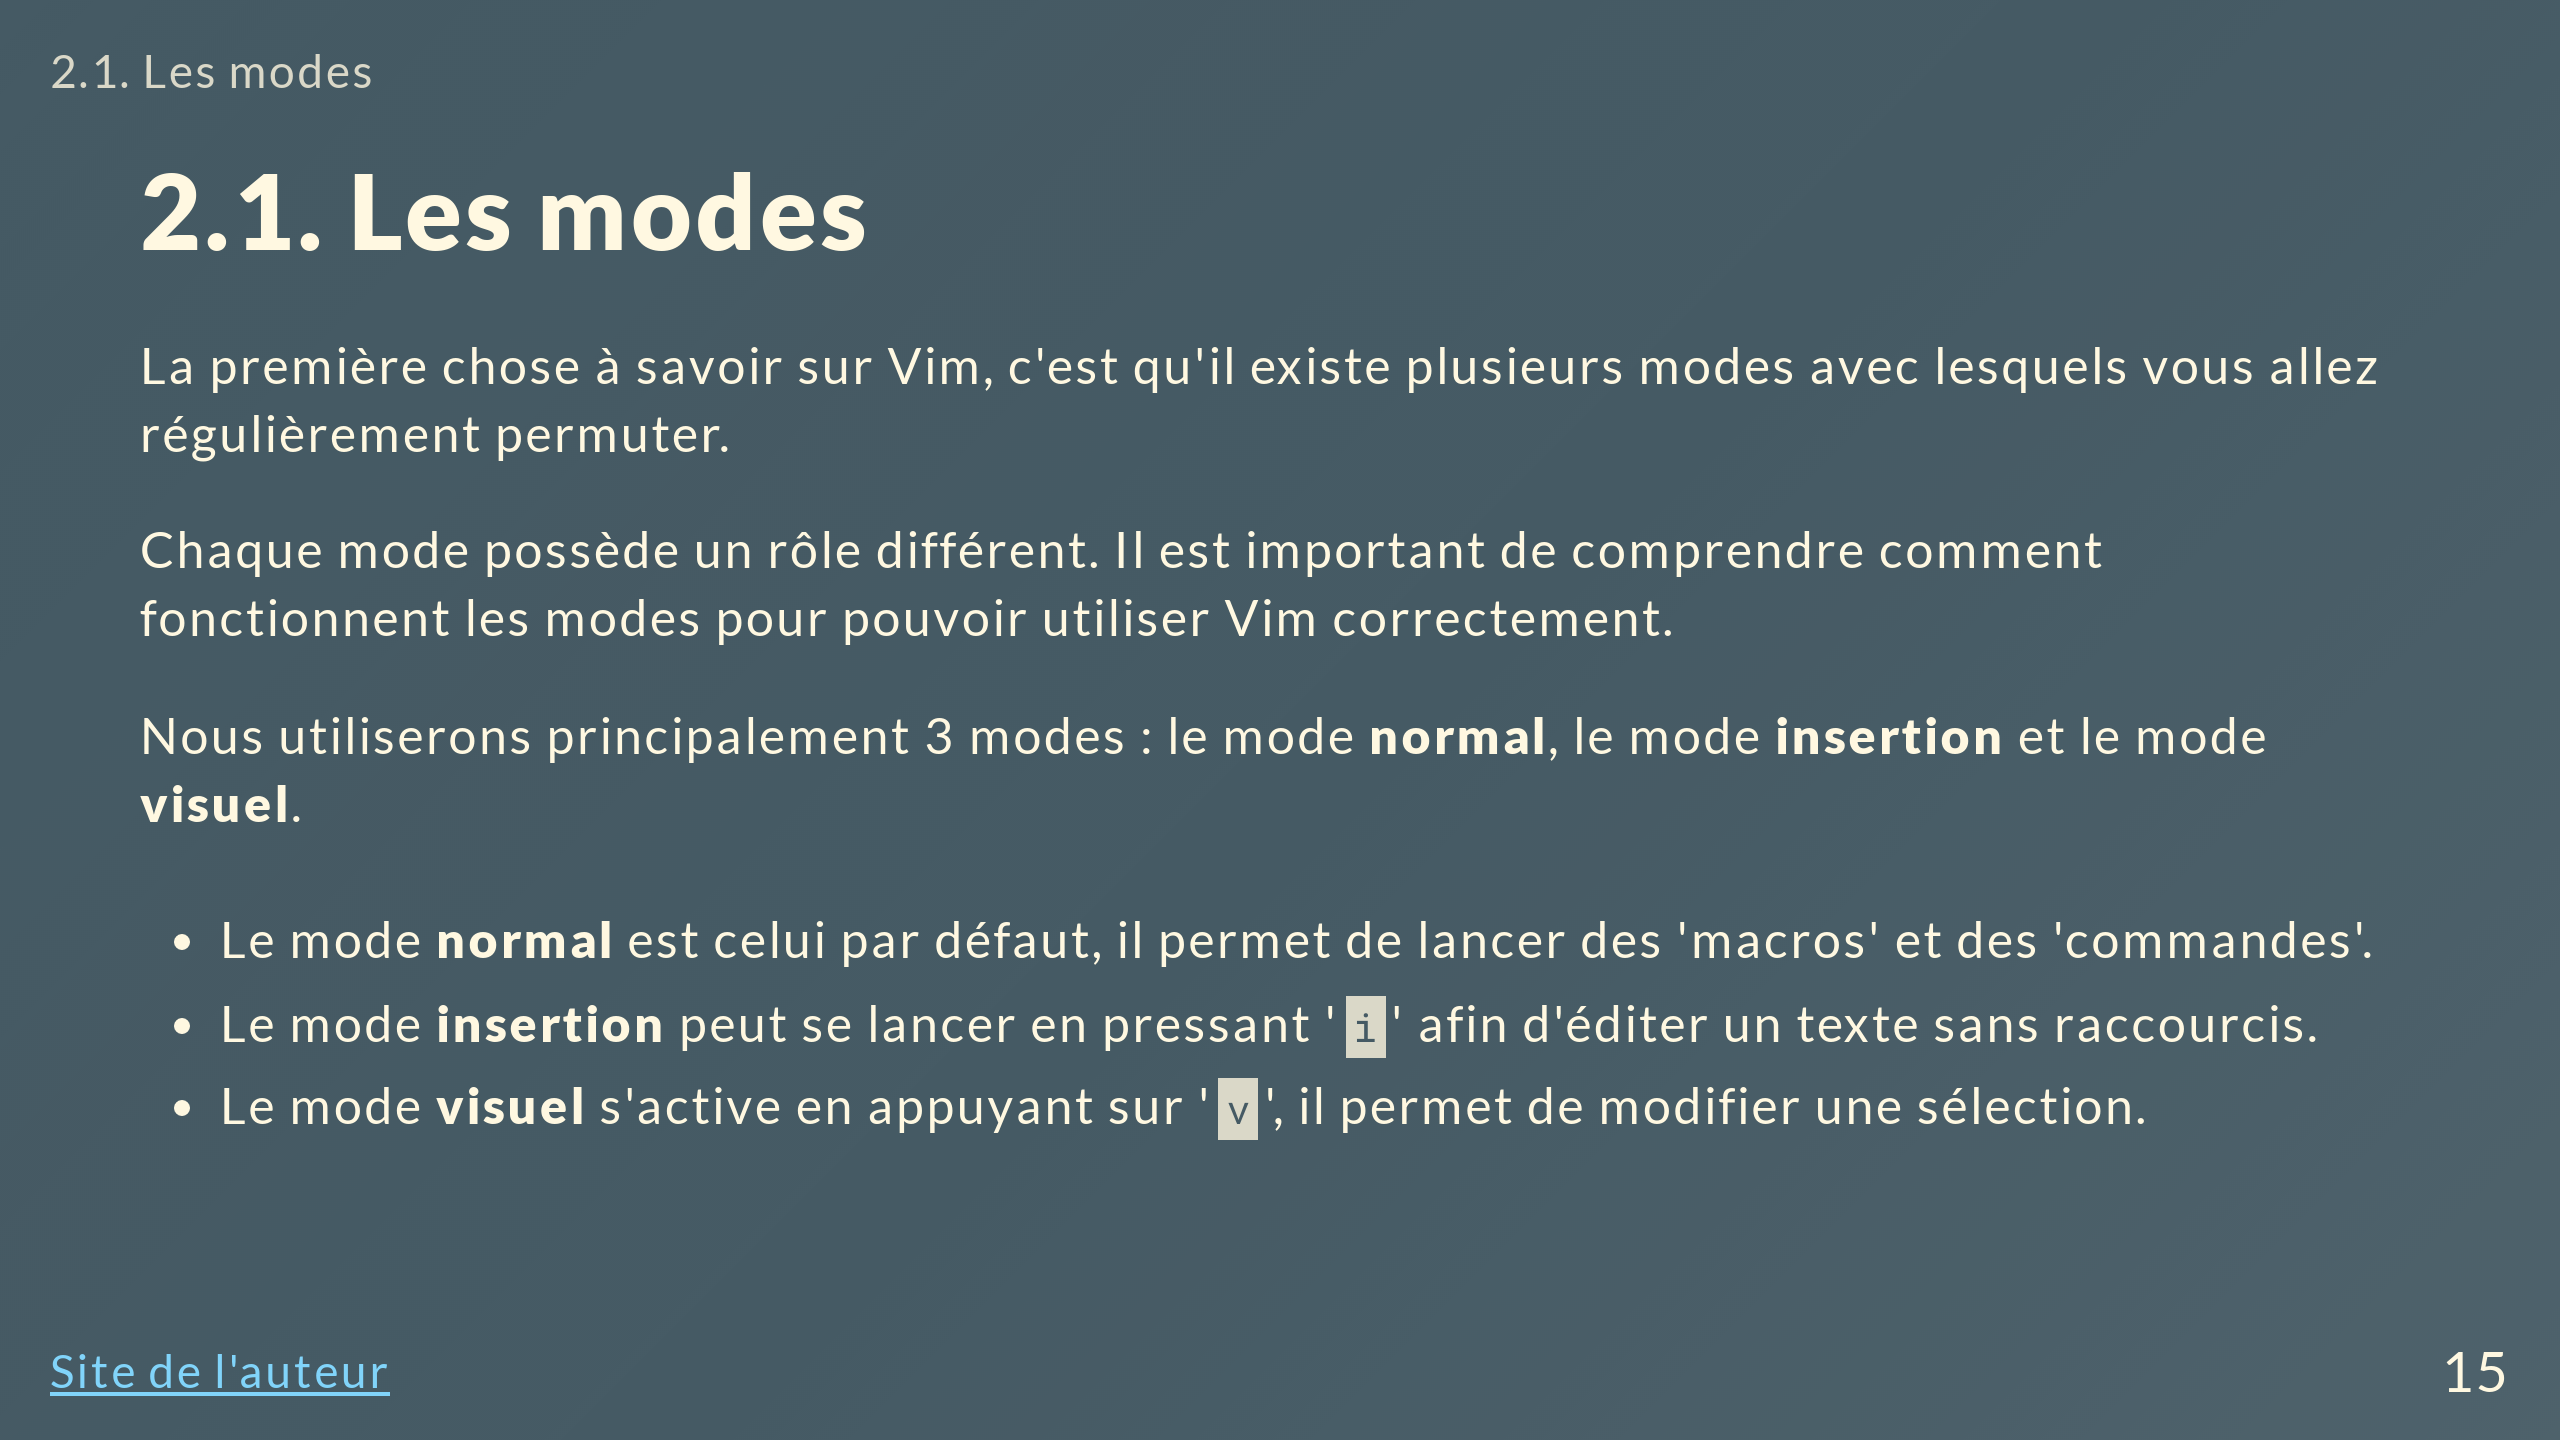 2.1. Les modes
2.1. Les modes
La première chose à savoir sur Vim, c'est qu'il existe plusieurs modes avec lesquels vous allez
régulièrement permuter.
Chaque mode possède un rôle différent. Il est important de comprendre comment
fonctionnent les modes pour pouvoir utiliser Vim correctement.
Nous utiliserons principalement 3 modes : le mode normal, le mode insertion et le mode
visuel.
• Le mode normal est celui par défaut, il permet de lancer des 'macros' et des 'commandes'.
• Le mode insertion peut se lancer en pressant 'i' afin d'éditer un texte sans raccourcis.
• Le mode visuel s'active en appuyant sur 'v', il permet de modifier une sélection.
Site de l'auteur
15